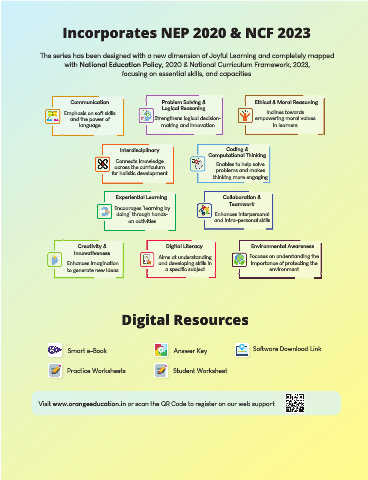 Incorporates NEP 2020 & NCF 2023
The series has been designed with a new dimension of Joyful Learning and completely mapped
with National Education Policy, 2020 & National Curriculum Framework, 2023,
focusing on essential skills, and capacities
Communication
Emphasis on soft skills
and the power of
language
Problem Solving &
Logical Reasoning
Strengthens logical decision-
making and innovation
Ethical & Moral Reasoning
Inclines towards
empowering moral values
in learners
Interdisciplinary
Connects knowledge
across the curriculum
for holistic development
Coding &
Computational Thinking
Enables to help solve
problems and makes
thinking more engaging
Experiential Learning
Encourages 'learning by
doing' through hands-
on activities
Collaboration &
Teamwork
Enhances interpersonal
and intra-personal skills
Creativity &
Innovativeness
Enhances imagination
to generate new ideas
Digital Literacy
Aims at understanding
and developing skills in
a specific subject
Environmental Awareness
Focuses on understanding the
importance of protecting the
environment
Digital Resources
Smart e-Book
Answer Key
Software Download Link
Practice Worksheets
Student Worksheet
Visit www.orangeeducation.in or scan the QR Code to register on our web support